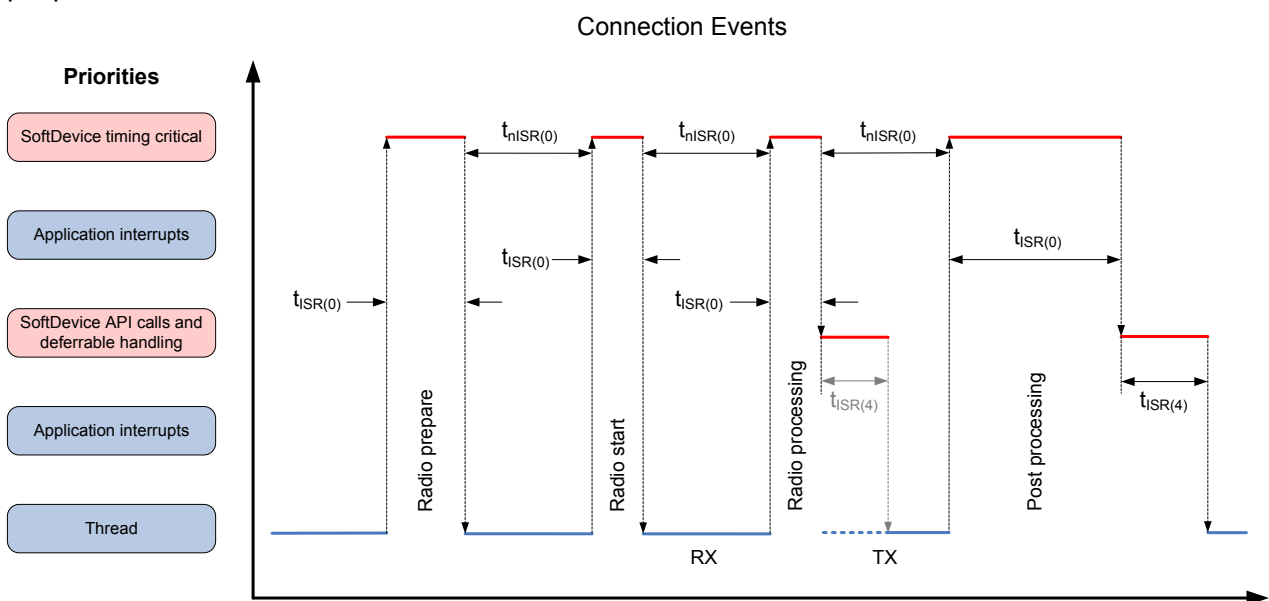 Connection Events
Priorities
SoftDevice timing critical
Application interrupts
SoftDevice API calls and
deferrable handling
Application interrupts
Thread
tnISR(0)
tnISR(0)
tnISR(0)
tISR(0)
tISR(0)
tISR(0)
tISR(0)
tISR(4)
tISR(4)
Radio prepare
Radio start
Radio processing
Post processing
RX
TX